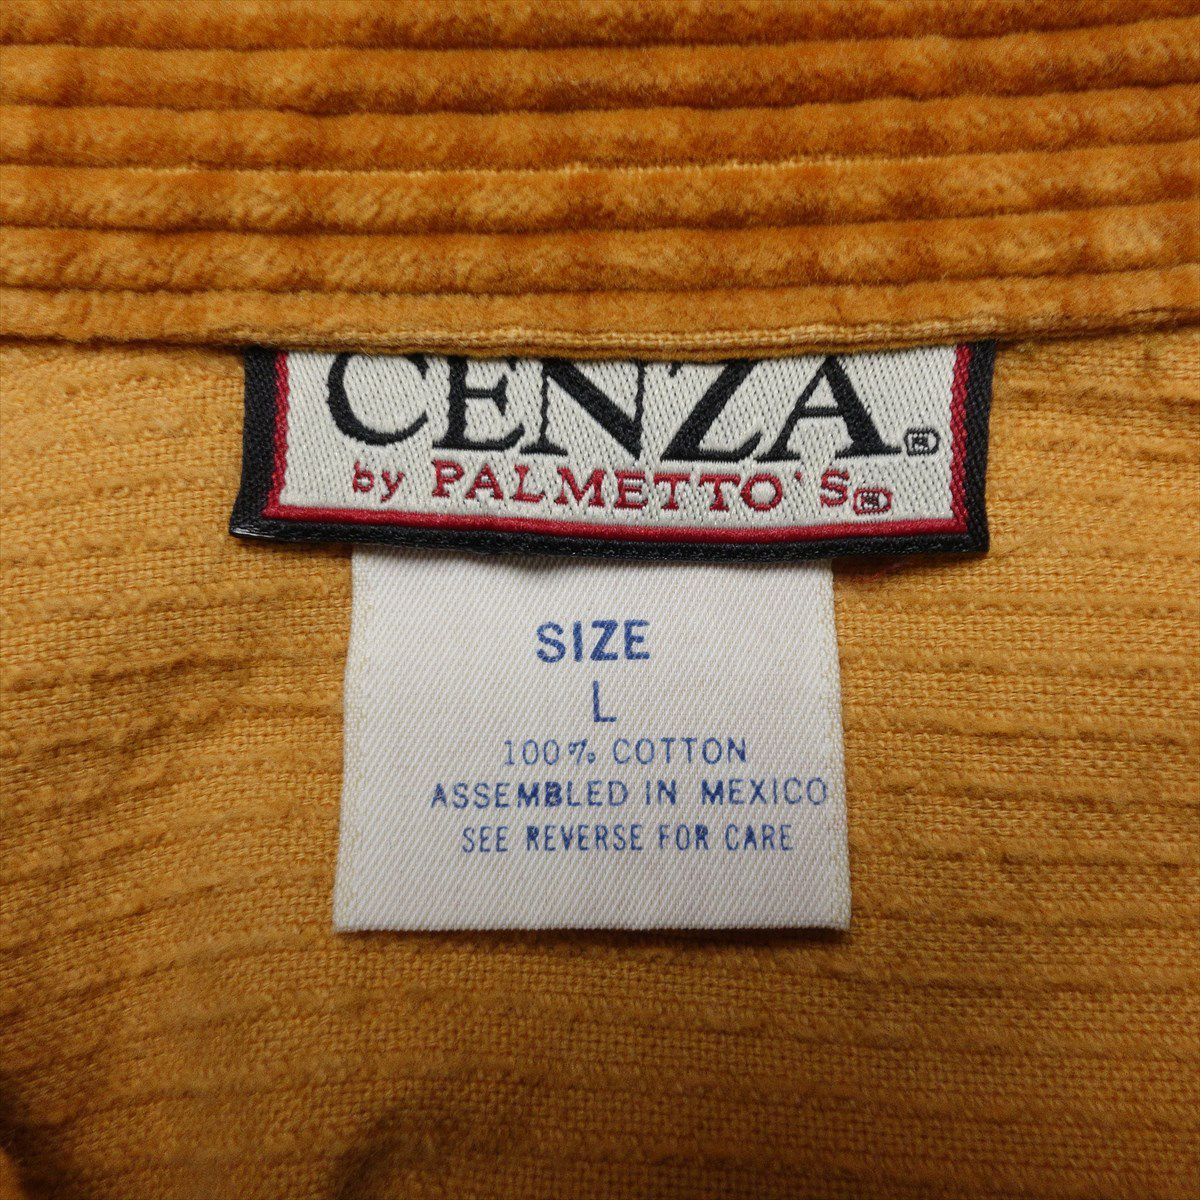 CENZA®
by PALMETTO'S®
SIZE
L
100% COTTON
ASSEMBLED IN MEXICO
SEE REVERSE FOR CARE